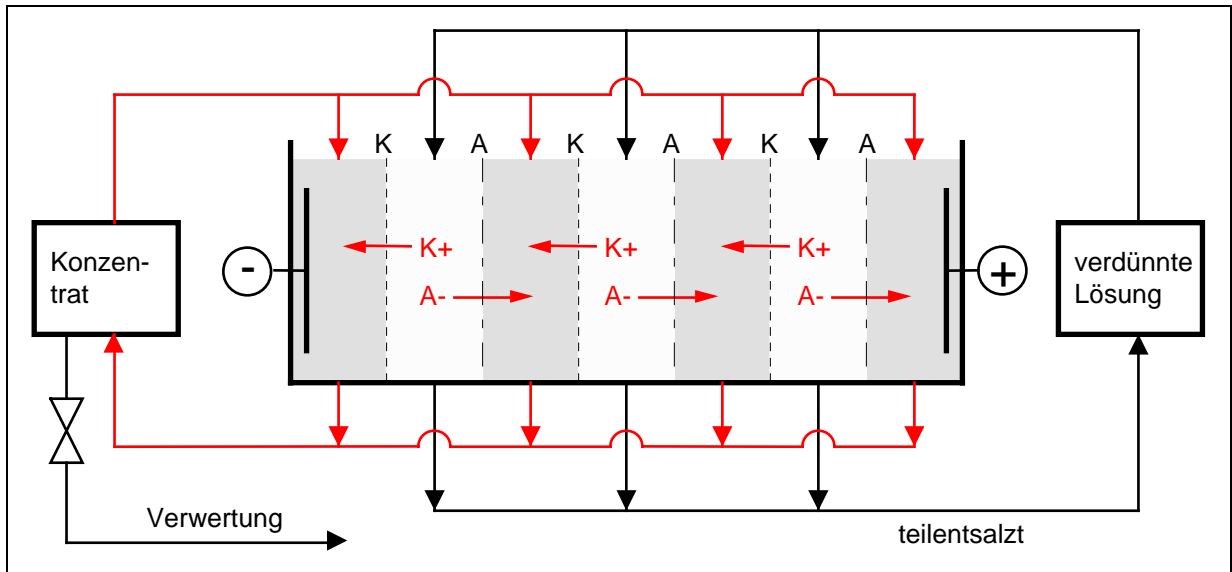 K A K A K A
K+ K+ K+
A- A- A-
Konzen-
trat
-
+
verdünnte
Lösung
Verwertung
teilentsalzt